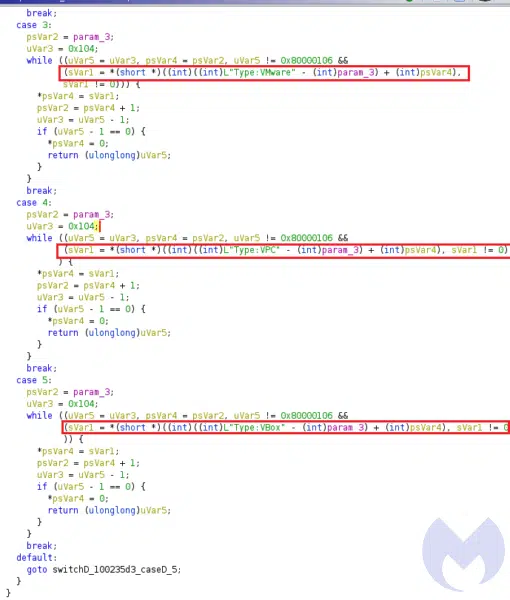 break;
case 3:
psVar2 = param_3;
uVar3 = 0x104;
while ((uVar5 = uVar3, psVar4 = psVar2, uVar5 != 0x80000106 &&
(sVar1 = *(short *)((int)((int)L"Type:VMware" - (int)param_3) + (int)psVar4),
sVar1 != 0))) {
*psVar4 = sVar1;
psVar2 = psVar4 + 1;
uVar3 = uVar5 - 1;
if (uVar5 - 1 == 0) {
*psVar4 = 0;
return (ulonglong)uVar5;
}
}
break;
case 4:
psVar2 = param_3;
uVar3 = 0x104;
while ((uVar5 = uVar3, psVar4 = psVar2, uVar5 != 0x80000106 &&
(sVar1 = *(short *)((int)((int)L"Type:VPC" - (int)param_3) + (int)psVar4), sVar1 != 0)
) {
*psVar4 = sVar1;
psVar2 = psVar4 + 1;
uVar3 = uVar5 - 1;
if (uVar5 - 1 == 0) {
*psVar4 = 0;
return (ulonglong)uVar5;
}
}
break;
case 5:
psVar2 = param_3;
uVar3 = 0x104;
while ((uVar5 = uVar3, psVar4 = psVar2, uVar5 != 0x80000106 &&
(sVar1 = *(short *)((int)((int)L"Type:VBox" - (int)param_3) + (int)psVar4), sVar1 != 0
)) {
*psVar4 = sVar1;
psVar2 = psVar4 + 1;
uVar3 = uVar5 - 1;
if (uVar5 - 1 == 0) {
*psVar4 = 0;
return (ulonglong)uVar5;
}
}
break;
default:
goto switchD_100235d3_caseD_5;
}
}